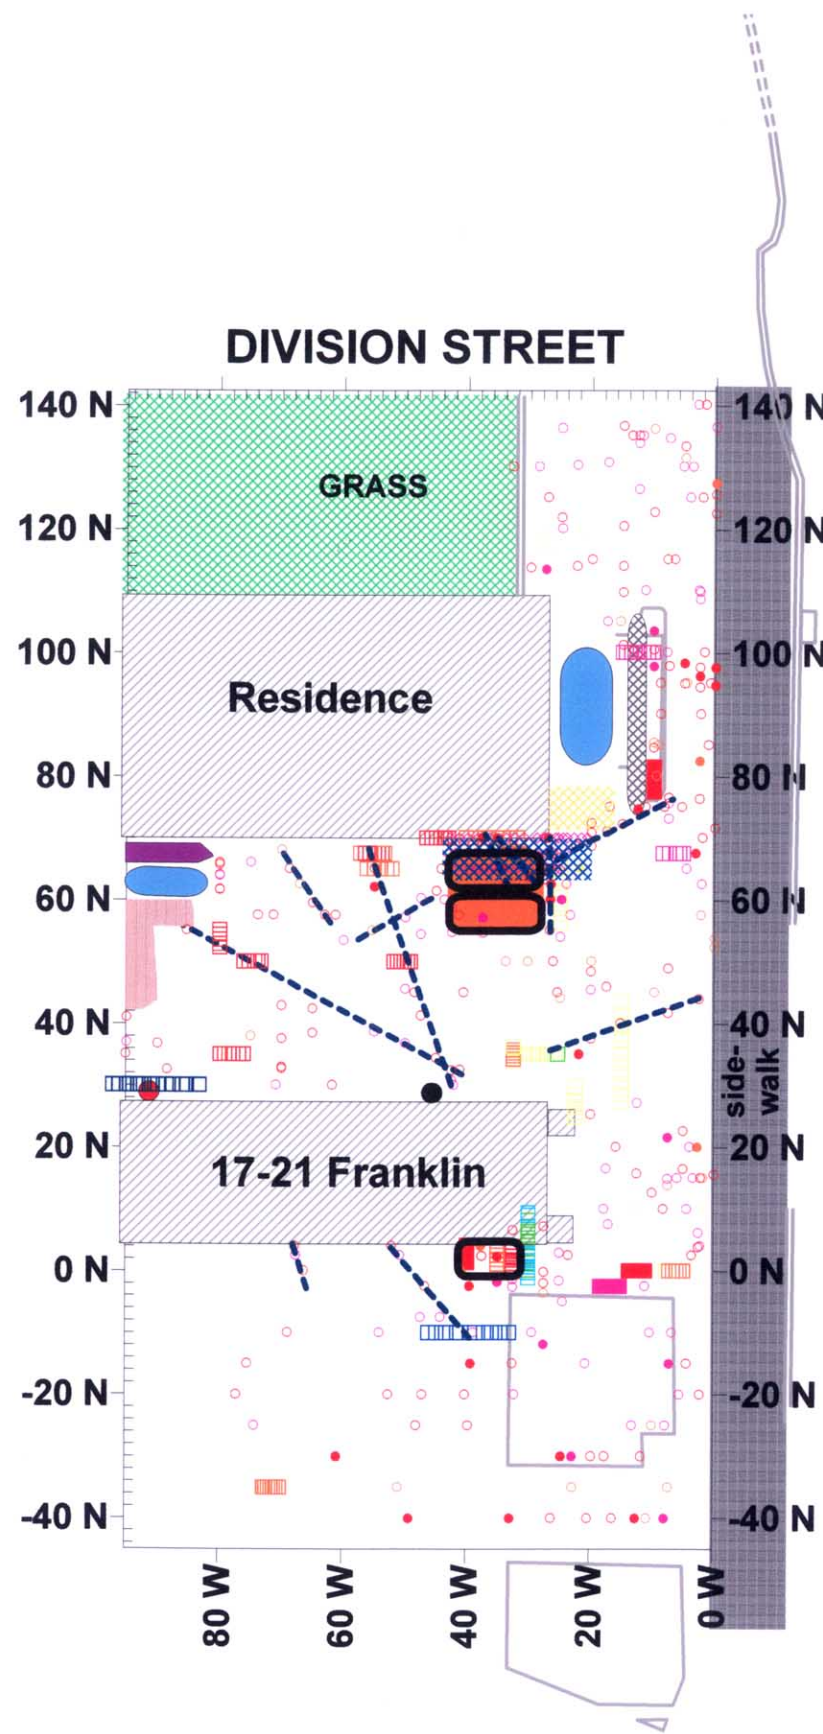 DIVISION STREET
140 N 140 N
GRASS
120 N 120 N
100 N 100 N
Residence
80 N 80 N
60 N 60 N
40 N 40 N
side-
walk
20 N 20 N
17-21 Franklin
0 N 0 N
-20 N -20 N
-40 N -40 N
80 W 60 W 40 W 20 W 0 W